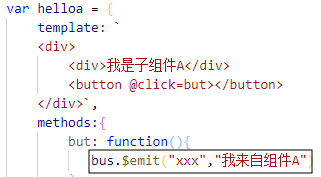 var helloa = {
template: `
<div>
<div>我是子组件A</div>
<button @click=but></button>
</div>`,
methods:{
but: function(){
bus.$emit("xxx","我来自组件A")